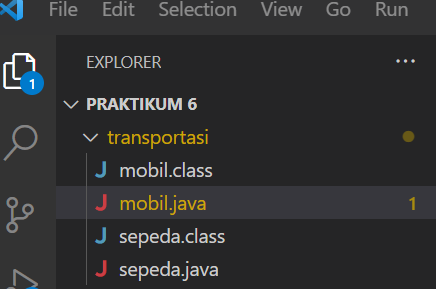 File Edit Selection View Go Run
EXPLORER ...
1
PRAKTIKUM 6
transportasi
J mobil.class
J mobil.java 1
J sepeda.class
J sepeda.java